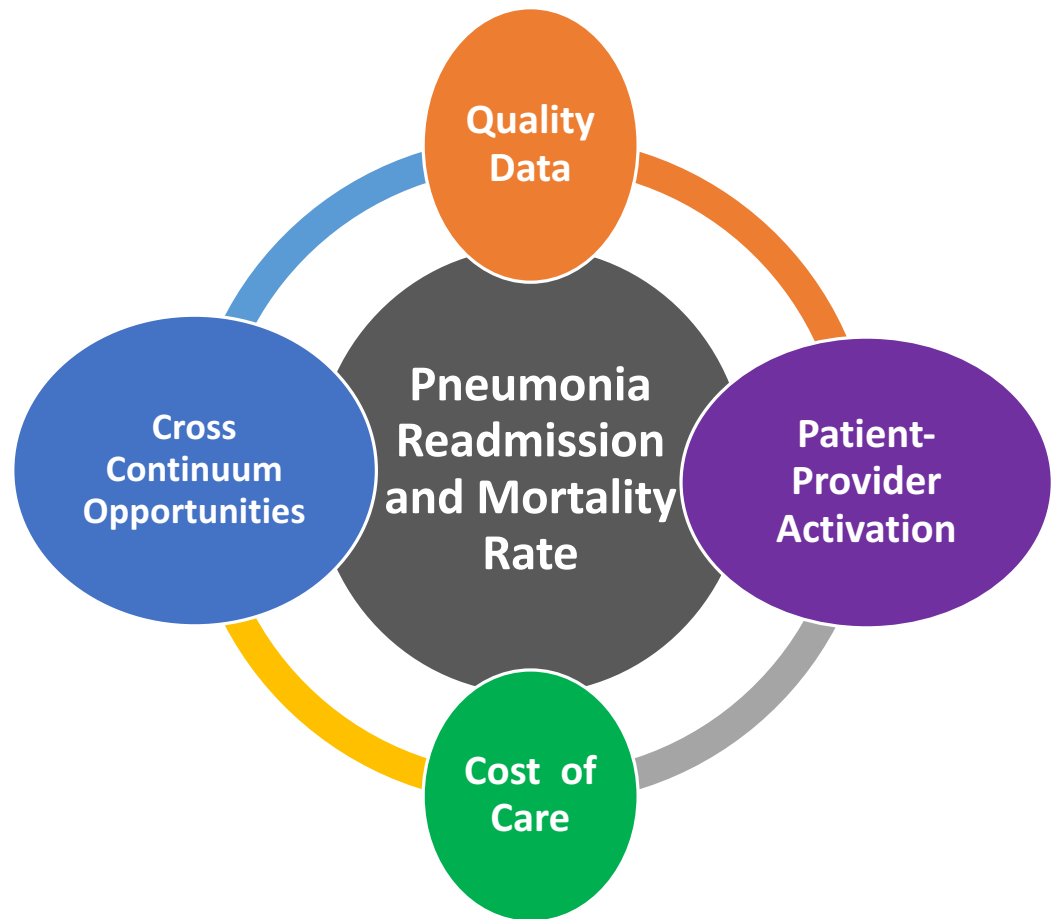 Quality
Data
Pneumonia
Readmission
and Mortality
Rate
Cross
Continuum
Opportunities
Patient-
Provider
Activation
Cost  of
Care